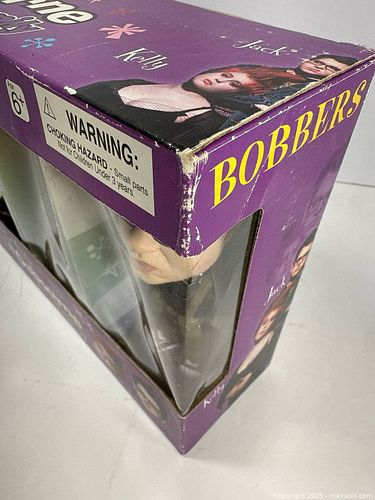 Kelly
Jack
AGE
6+
WARNING:
CHOKING HAZARD - Small parts
Not for Children Under 3 years.
BOBBERS
Jack
Kelly
Copyright 2025 - maxsold.com